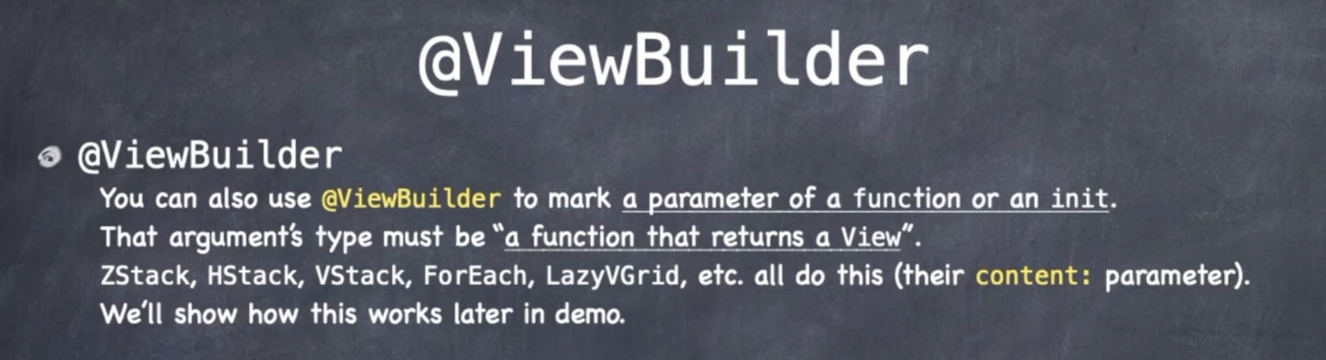 @ViewBuilder
@ViewBuilder
You can also use @ViewBuilder to mark a parameter of a function or an init.
That argument's type must be “a function that returns a View”.
ZStack, HStack, VStack, ForEach, LazyVGrid, etc. all do this (their content: parameter).
We'll show how this works later in demo.